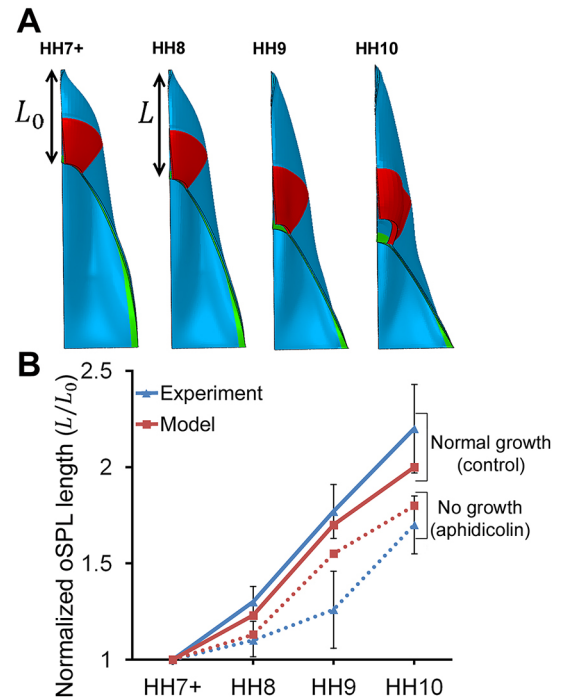 A
HH7+ HH8 HH9 HH10
L₀ L
B
Normalized oSPL length (L/L₀)
2.5
2
1.5
1
Experiment
Model
Normal growth
(control)
No growth
(aphidicolin)
HH7+ HH8 HH9 HH10